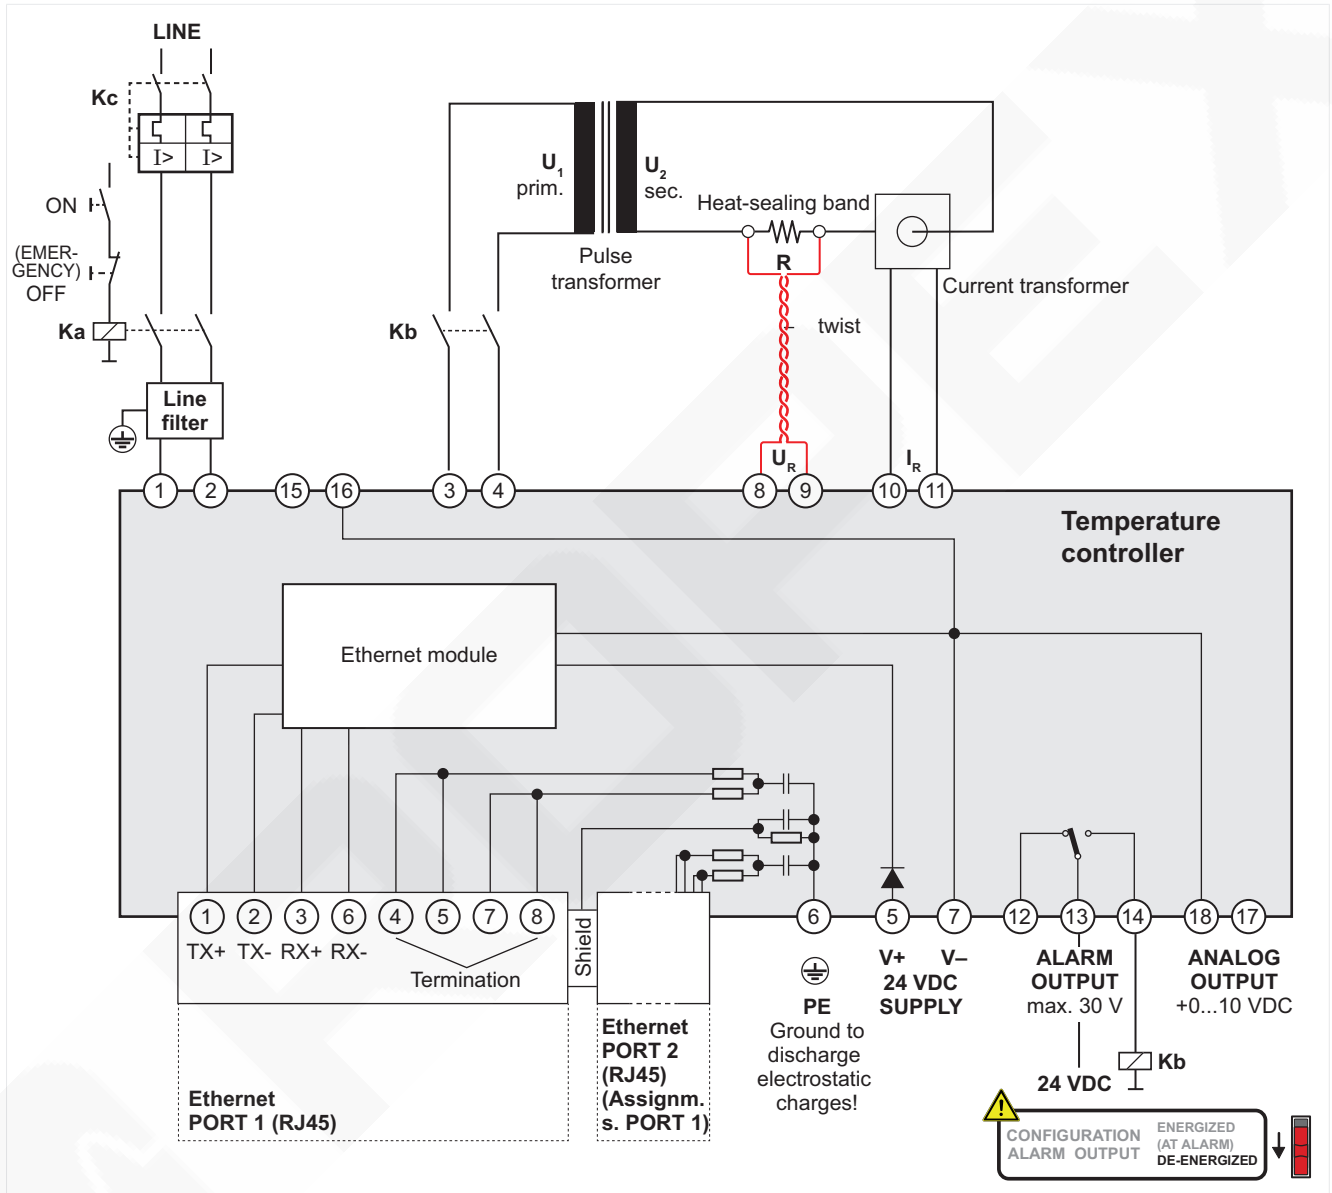 LINE
Kc
I> I>
ON
(EMER-
GENCY)
OFF
Ka
Line
filter
U1
prim.
U2
sec.
Pulse
transformer
Heat-sealing band
R
Current transformer
twist
Kb
UR
IR
1 2 15 16 3 4 8 9 10 11
Temperature
controller
Ethernet module
1 2 3 6 4 5 7 8
TX+ TX- RX+ RX-
Termination
Shield
6 5 7 12 13 14 18 17
PE
Ground to
discharge
electrostatic
charges!
V+ V–
24 VDC
SUPPLY
ALARM
OUTPUT
max. 30 V
ANALOG
OUTPUT
+0...10 VDC
24 VDC
Kb
Ethernet
PORT 1 (RJ45)
Ethernet
PORT 2
(RJ45)
(Assignm.
s. PORT 1)
!
CONFIGURATION
ALARM OUTPUT
ENERGIZED
(AT ALARM)
DE-ENERGIZED
ROPEX